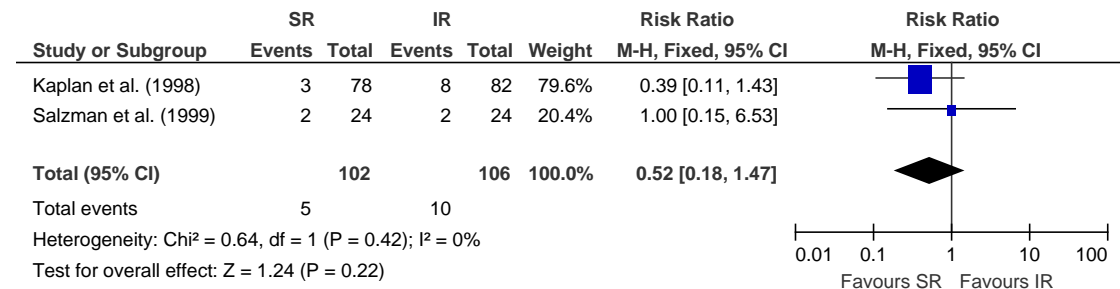 SR IR Risk Ratio Risk Ratio
Study or Subgroup Events Total Events Total Weight M-H, Fixed, 95% CI M-H, Fixed, 95% CI
Kaplan et al. (1998) 3 78 8 82 79.6% 0.39 [0.11, 1.43]
Salzman et al. (1999) 2 24 2 24 20.4% 1.00 [0.15, 6.53]
Total (95% CI) 102 106 100.0% 0.52 [0.18, 1.47]
Total events 5 10
Heterogeneity: Chi² = 0.64, df = 1 (P = 0.42); I² = 0%
Test for overall effect: Z = 1.24 (P = 0.22)
0.01 0.1 1 10 100
Favours SR Favours IR